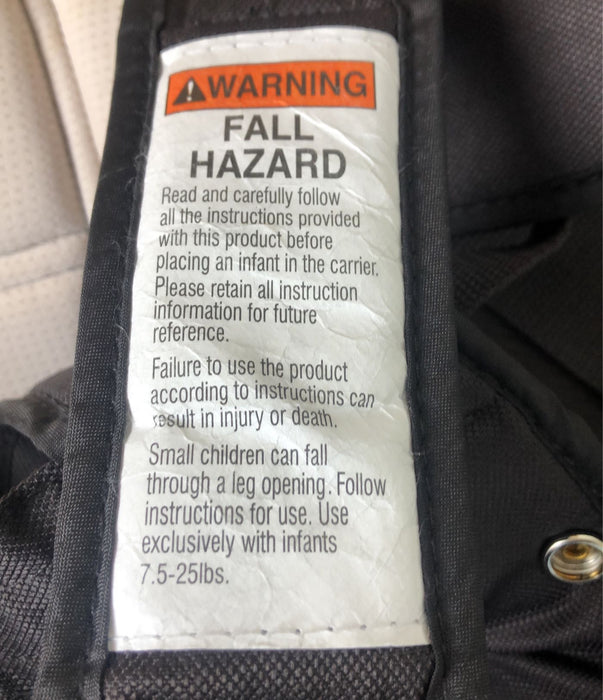 ⚠WARNING
FALL
HAZARD
Read and carefully follow
all the instructions provided
with this product before
placing an infant in the carrier.
Please retain all instruction
information for future
reference.
Failure to use the product
according to instructions can
result in injury or death.
Small children can fall
through a leg opening. Follow
instructions for use. Use
exclusively with infants
7.5-25lbs.